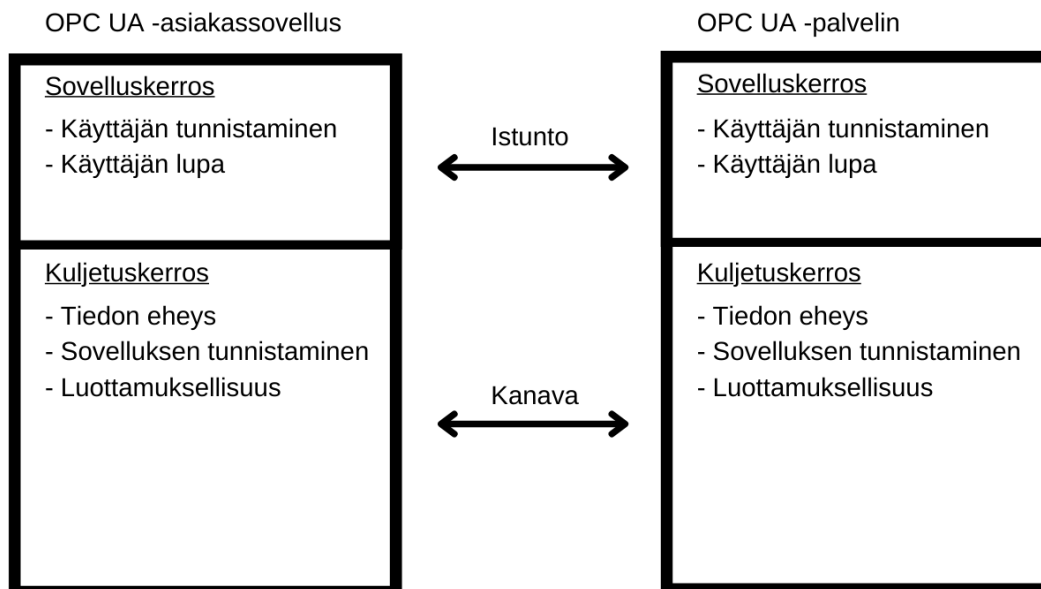 OPC UA -asiakassovellus
Sovelluskerros
- Käyttäjän tunnistaminen
- Käyttäjän lupa
Kuljetuskerros
- Tiedon eheys
- Sovelluksen tunnistaminen
- Luottamuksellisuus
Istunto
Kanava
OPC UA -palvelin
Sovelluskerros
- Käyttäjän tunnistaminen
- Käyttäjän lupa
Kuljetuskerros
- Tiedon eheys
- Sovelluksen tunnistaminen
- Luottamuksellisuus